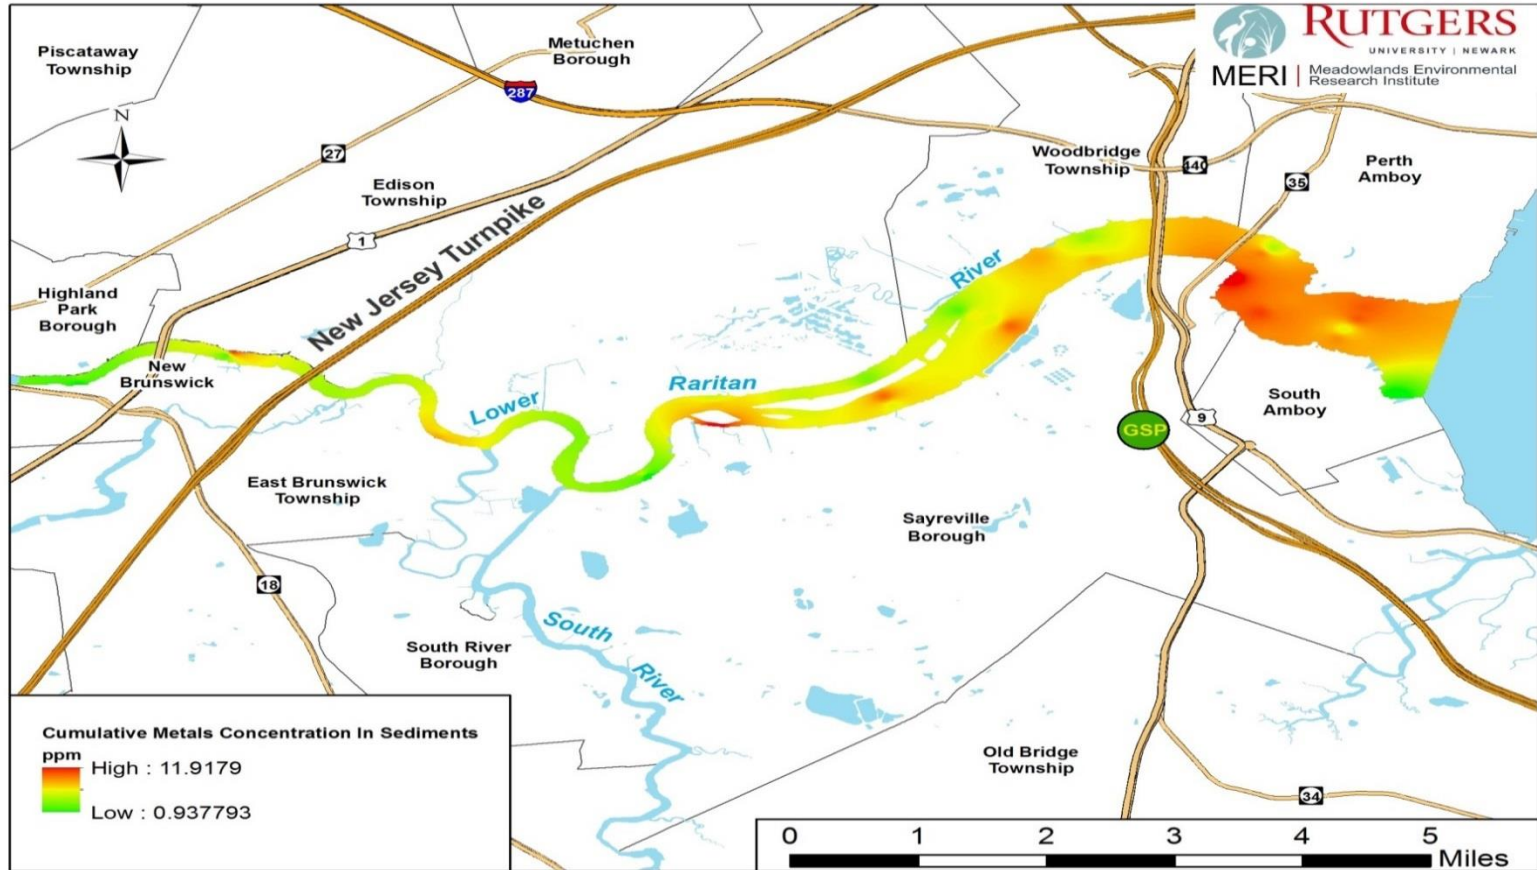 RUTGERS
UNIVERSITY | NEWARK
MERI | Meadowlands Environmental
Research Institute
Piscataway
Township
Metuchen
Borough
287
N
27
Edison
Township
Woodbridge
Township
440
35
Perth
Amboy
1
New Jersey Turnpike
Highland
Park
Borough
River
New
Brunswick
Raritan
Lower
South
Amboy
9
GSP
East Brunswick
Township
Sayreville
Borough
18
South
River
South River
Borough
Old Bridge
Township
34
Cumulative Metals Concentration In Sediments
ppm
High : 11.9179
Low : 0.937793
0 1 2 3 4 5
Miles